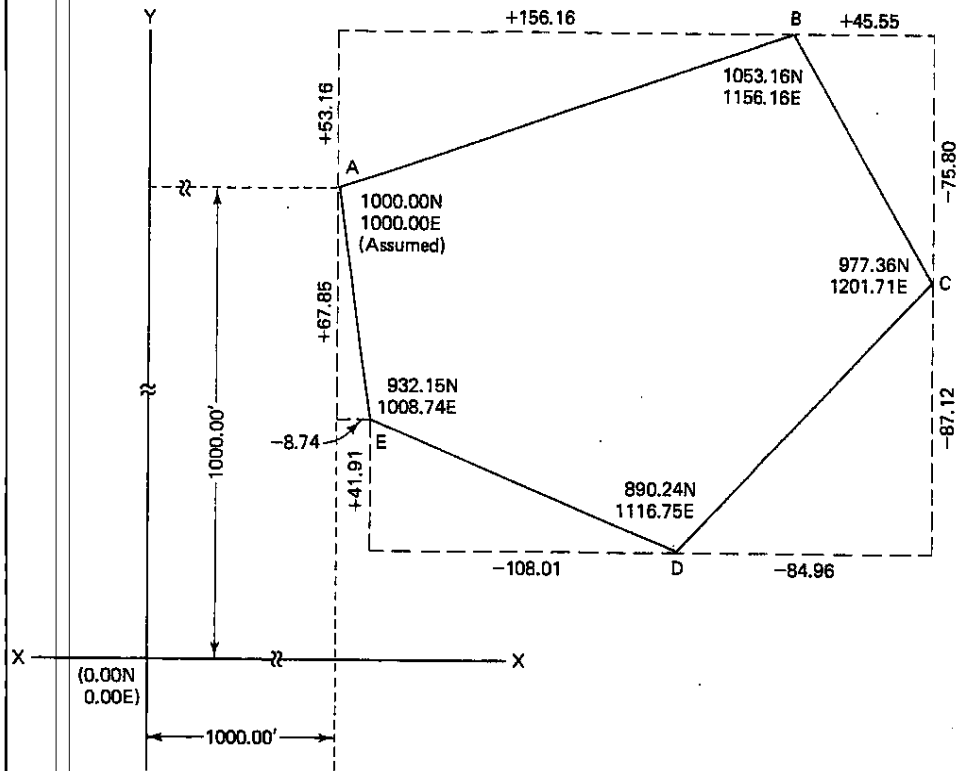 Y
+156.16
B
+45.55
1053.16N
1156.16E
+53.16
-75.80
A
1000.00N
1000.00E
(Assumed)
977.36N
1201.71E
C
+67.85
932.15N
1008.74E
1000.00'
-8.74
E
+41.91
-87.12
890.24N
1116.75E
-108.01
D
-84.96
X
X
(0.00N
0.00E)
1000.00'